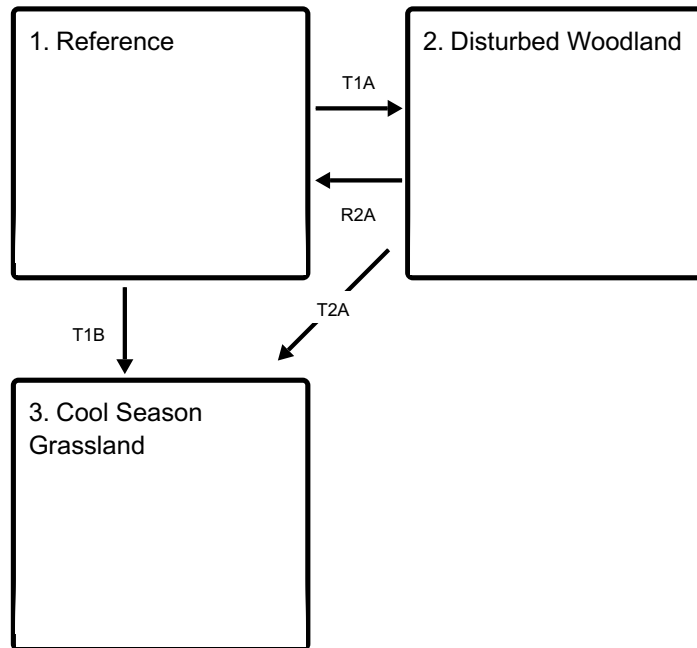 1. Reference
2. Disturbed Woodland
T1A
R2A
T2A
T1B
3. Cool Season
Grassland